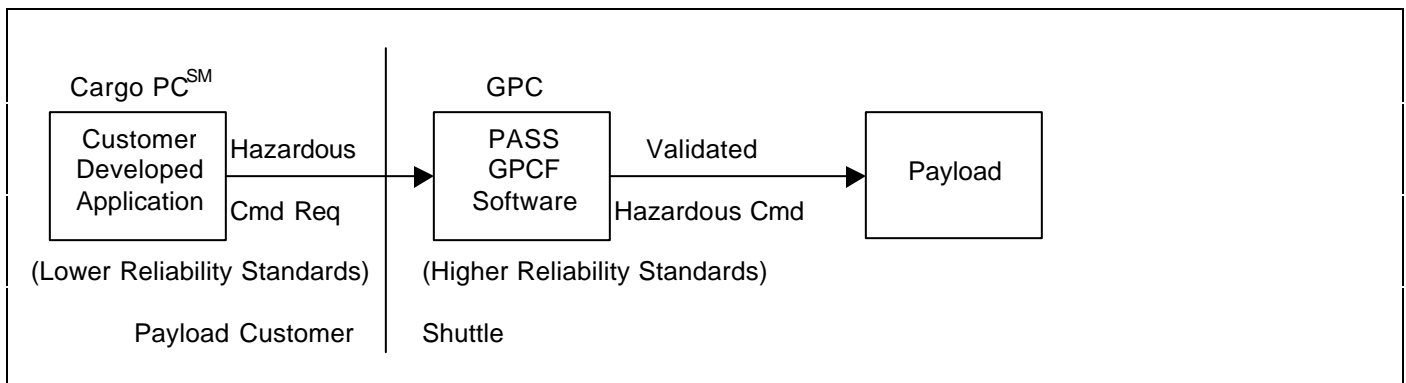 Cargo PC^SM
GPC
Customer
Developed
Application
Hazardous
Cmd Req
PASS
GPCF
Software
Validated
Hazardous Cmd
Payload
(Lower Reliability Standards)
(Higher Reliability Standards)
Payload Customer
Shuttle